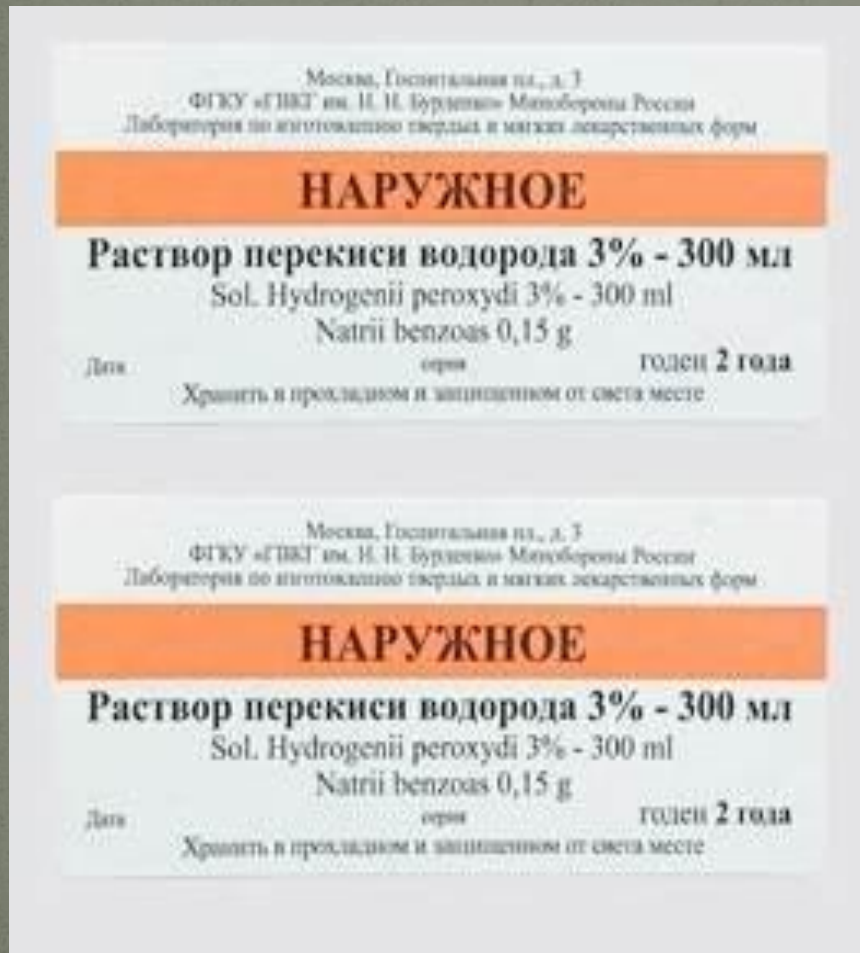 Москва, Госпитальная пл., д. 3
ФГКУ «ГВКГ им. Н. Н. Бурденко» Минобороны России
Лаборатория по изготовлению твердых и мягких лекарственных форм
НАРУЖНОЕ
Раствор перекиси водорода 3% - 300 мл
Sol. Hydrogenii peroxydi 3% - 300 ml
Natrii benzoas 0,15 g
Дата серия годен 2 года
Хранить в прохладном и защищенном от света месте
Москва, Госпитальная пл., д. 3
ФГКУ «ГВКГ им. Н. Н. Бурденко» Минобороны России
Лаборатория по изготовлению твердых и мягких лекарственных форм
НАРУЖНОЕ
Раствор перекиси водорода 3% - 300 мл
Sol. Hydrogenii peroxydi 3% - 300 ml
Natrii benzoas 0,15 g
Дата серия годен 2 года
Хранить в прохладном и защищенном от света месте